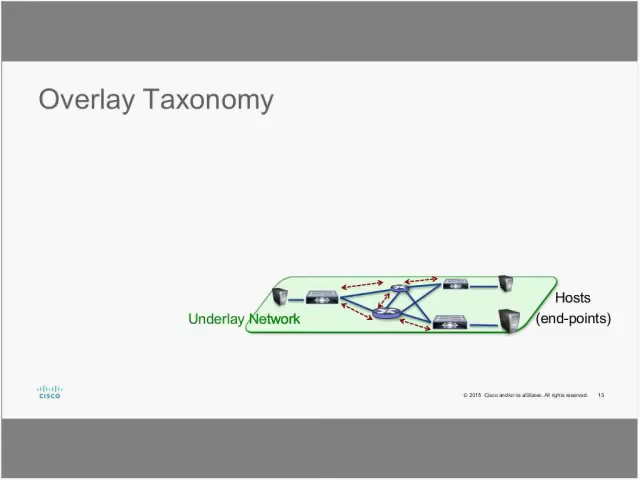 Overlay Taxonomy
Hosts
(end-points)
Underlay Network
CISCO
© 2015 Cisco and/or its affiliates. All rights reserved. 13